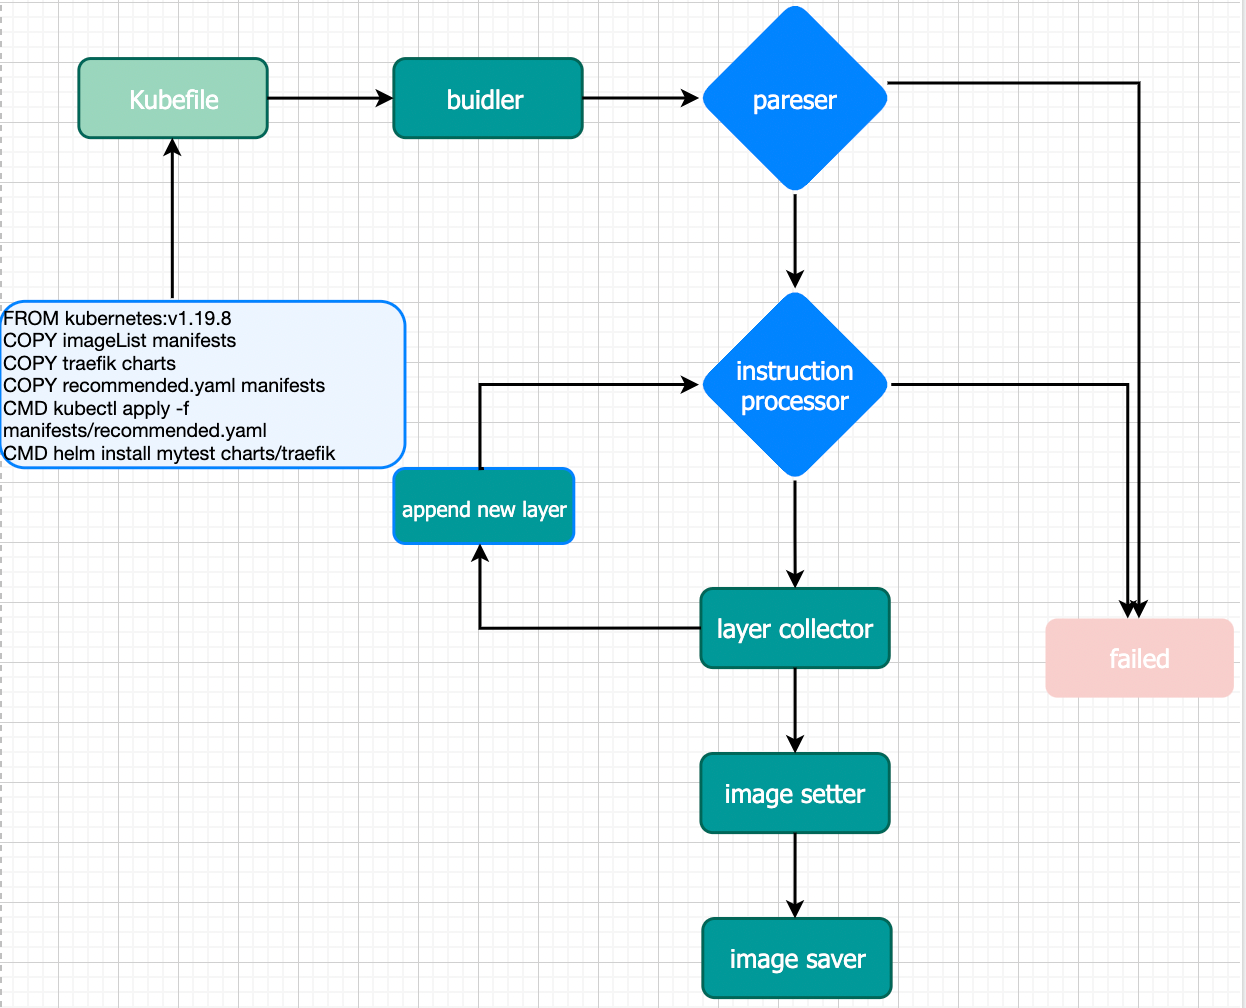 Kubefile
buidler
pareser
FROM kubernetes:v1.19.8
COPY imageList manifests
COPY traefik charts
COPY recommended.yaml manifests
CMD kubectl apply -f
manifests/recommended.yaml
CMD helm install mytest charts/traefik
instruction
processor
append new layer
layer collector
failed
image setter
image saver